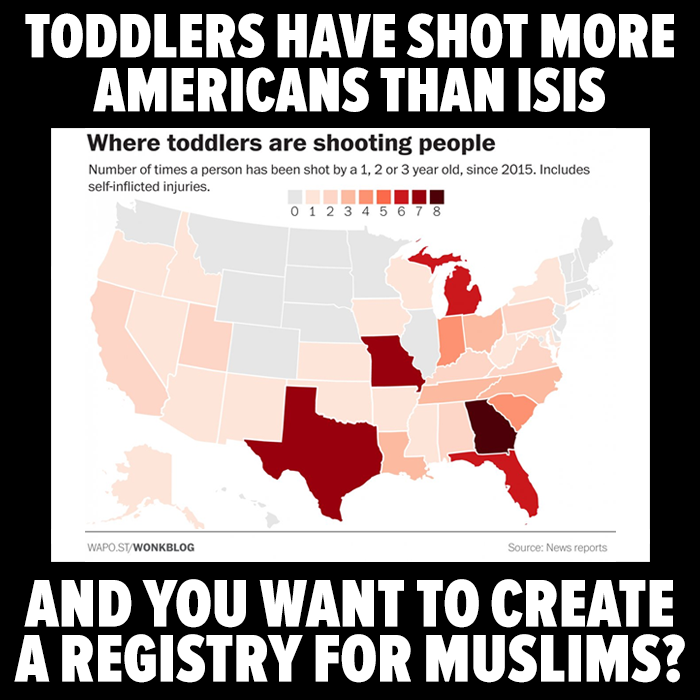 TODDLERS HAVE SHOT MORE
AMERICANS THAN ISIS
Where toddlers are shooting people
Number of times a person has been shot by a 1, 2 or 3 year old, since 2015. Includes
self-inflicted injuries.
0 1 2 3 4 5 6 7 8
WAPO.ST/WONKBLOG
Source: News reports
AND YOU WANT TO CREATE
A REGISTRY FOR MUSLIMS?